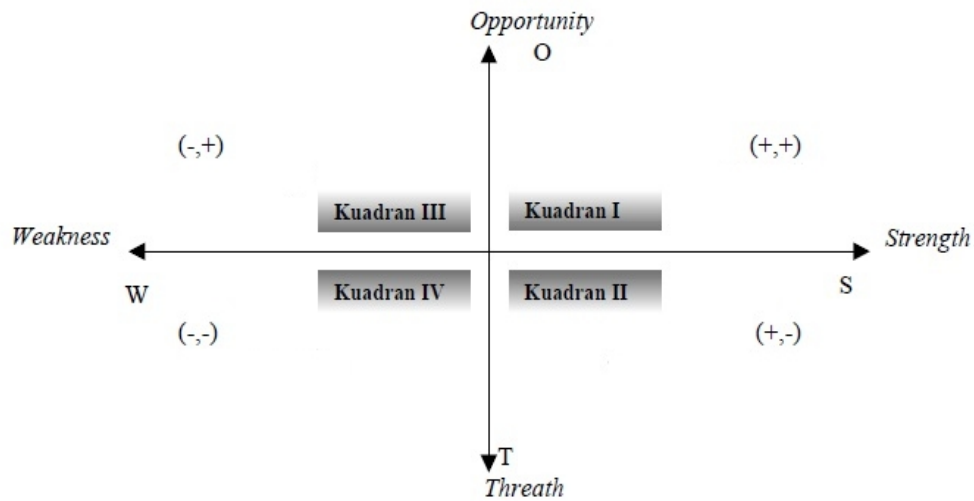 Opportunity
O
(-,+)
(+,+)
Kuadran III
Kuadran I
Weakness
Strength
W
Kuadran IV
Kuadran II
S
(-,-)
(+,-)
T
Threath